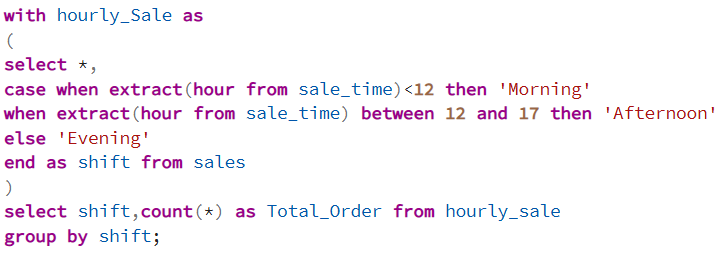 with hourly_Sale as
(
select *,
case when extract(hour from sale_time)<12 then 'Morning'
when extract(hour from sale_time) between 12 and 17 then 'Afternoon'
else 'Evening'
end as shift from sales
)
select shift,count(*) as Total_Order from hourly_sale
group by shift;